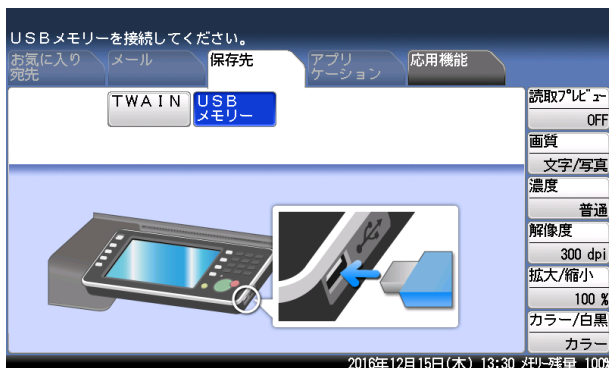 USBメモリーを接続してください。
お気に入り
宛先
メール
保存先
アプリ
ケーション
応用機能
TWAIN
USB
メモリー
読取プレビュー
OFF
画質
文字/写真
濃度
普通
解像度
300 dpi
拡大/縮小
100 %
カラー/白黒
カラー
2016年12月15日(木) 13:30 メモリー残量 100%